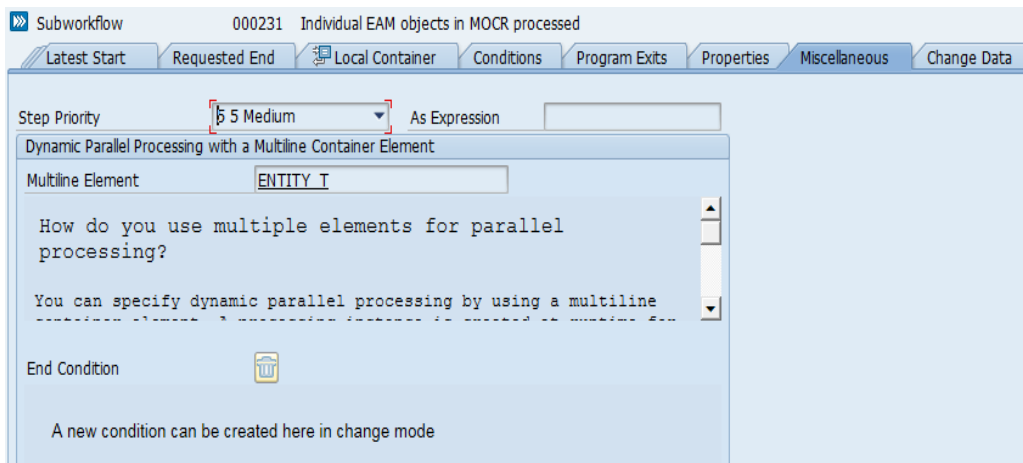 Subworkflow 000231 Individual EAM objects in MOCR processed
Latest Start Requested End Local Container Conditions Program Exits Properties Miscellaneous Change Data
Step Priority 5 5 Medium As Expression
Dynamic Parallel Processing with a Multiline Container Element
Multiline Element ENTITY_T
How do you use multiple elements for parallel
processing?
You can specify dynamic parallel processing by using a multiline
End Condition
A new condition can be created here in change mode